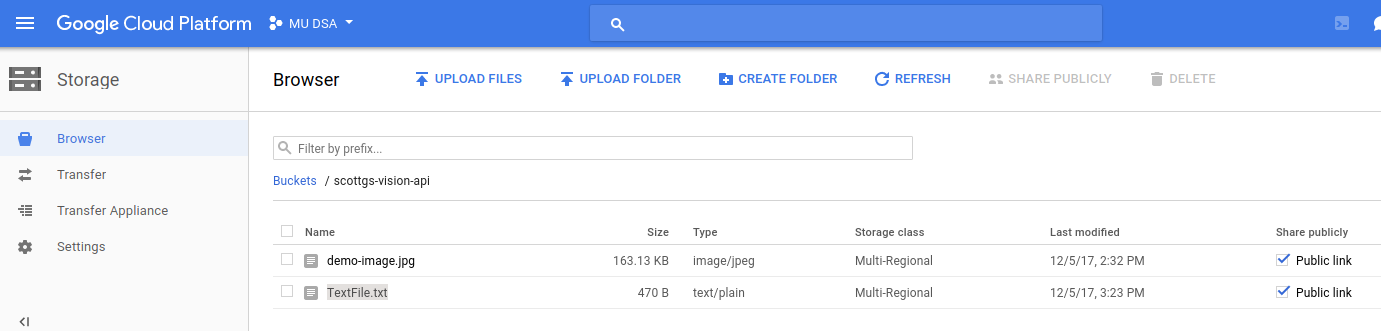 Google Cloud Platform MU DSA
Storage
Browser UPLOAD FILES UPLOAD FOLDER CREATE FOLDER REFRESH SHARE PUBLICLY DELETE
Browser
Transfer
Transfer Appliance
Settings
Filter by prefix...
Buckets / scottgs-vision-api
Name Size Type Storage class Last modified Share publicly
demo-image.jpg 163.13 KB image/jpeg Multi-Regional 12/5/17, 2:32 PM Public link
TextFile.txt 470 B text/plain Multi-Regional 12/5/17, 3:23 PM Public link